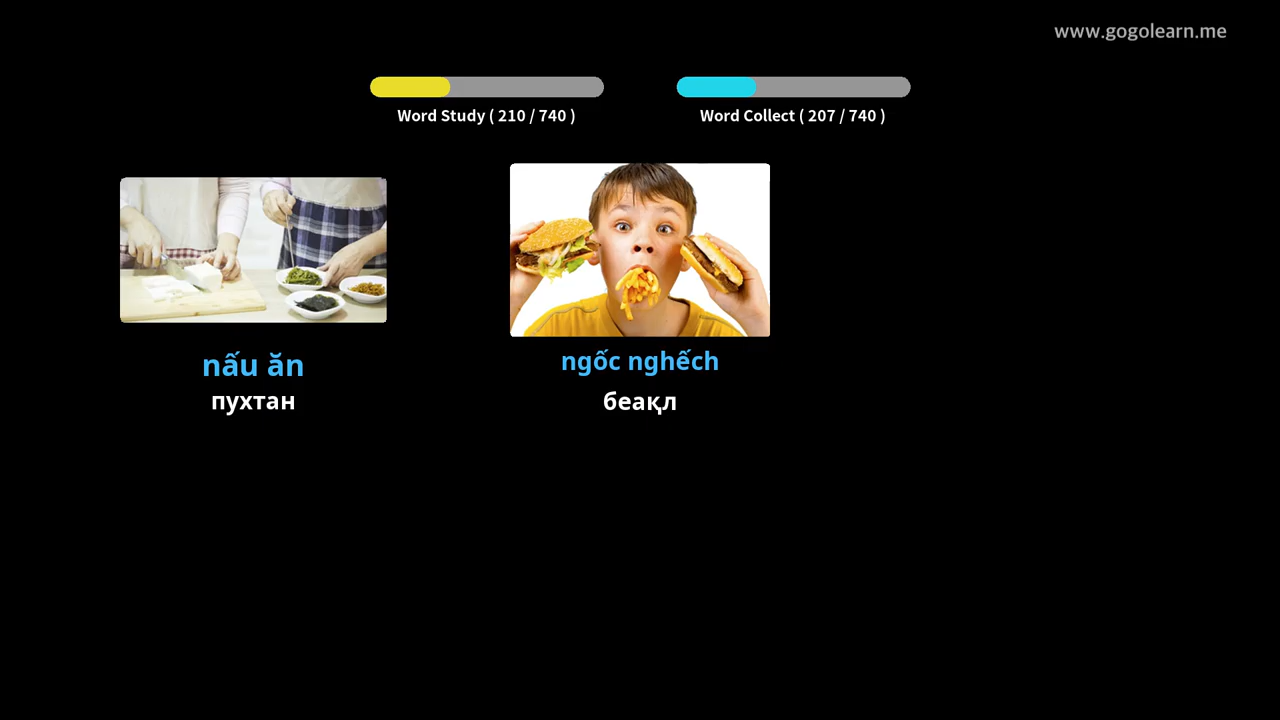 www.gogolearn.me
Word Study ( 210 / 740 )
Word Collect ( 207 / 740 )
nấu ăn
пухтан
ngốc nghếch
беақл